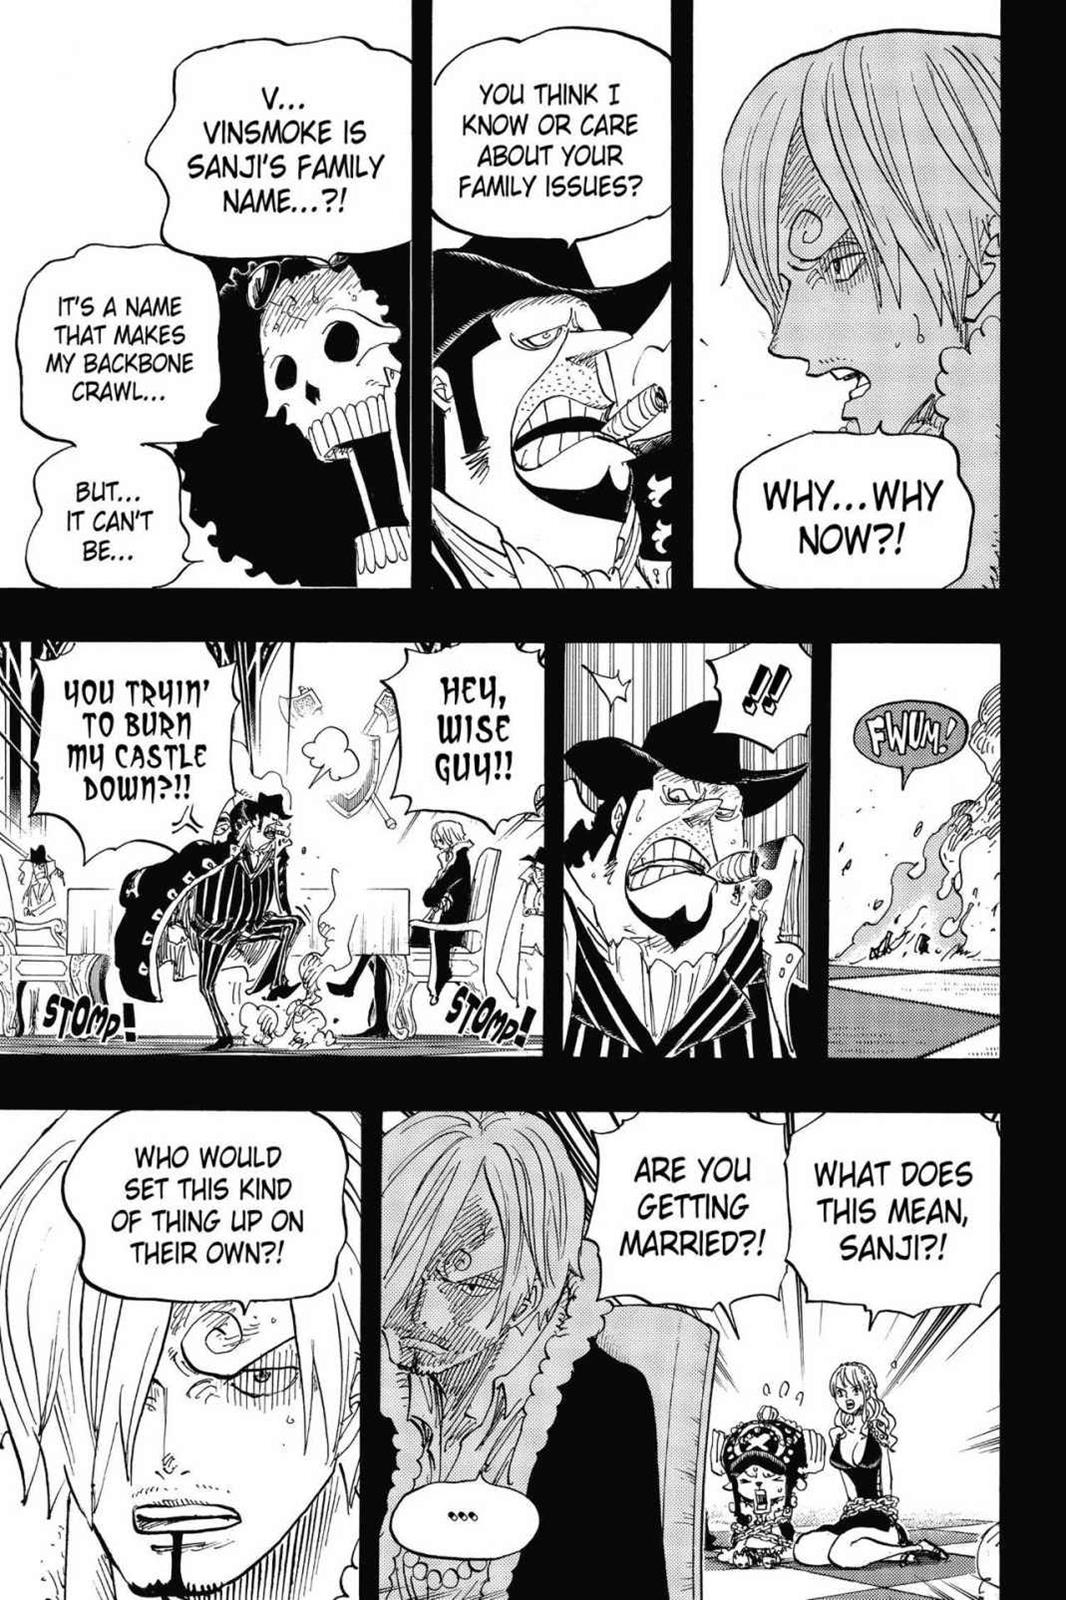 WHY...WHY
NOW?!
YOU THINK I
KNOW OR CARE
ABOUT YOUR
FAMILY ISSUES?
V...
VINSMOKE IS
SANJI'S FAMILY
NAME...?!
IT'S A NAME
THAT MAKES
MY BACKBONE
CRAWL...
BUT...
IT CAN'T
BE...
FWUM!
!!
HEY,
WISE
GUY!!
YOU TRYIN'
TO BURN
MY CASTLE
DOWN?!!
STOMP!
STOMP!
WHAT DOES
THIS MEAN,
SANJI?!
ARE YOU
GETTING
MARRIED?!
...
WHO WOULD
SET THIS KIND
OF THING UP ON
THEIR OWN?!